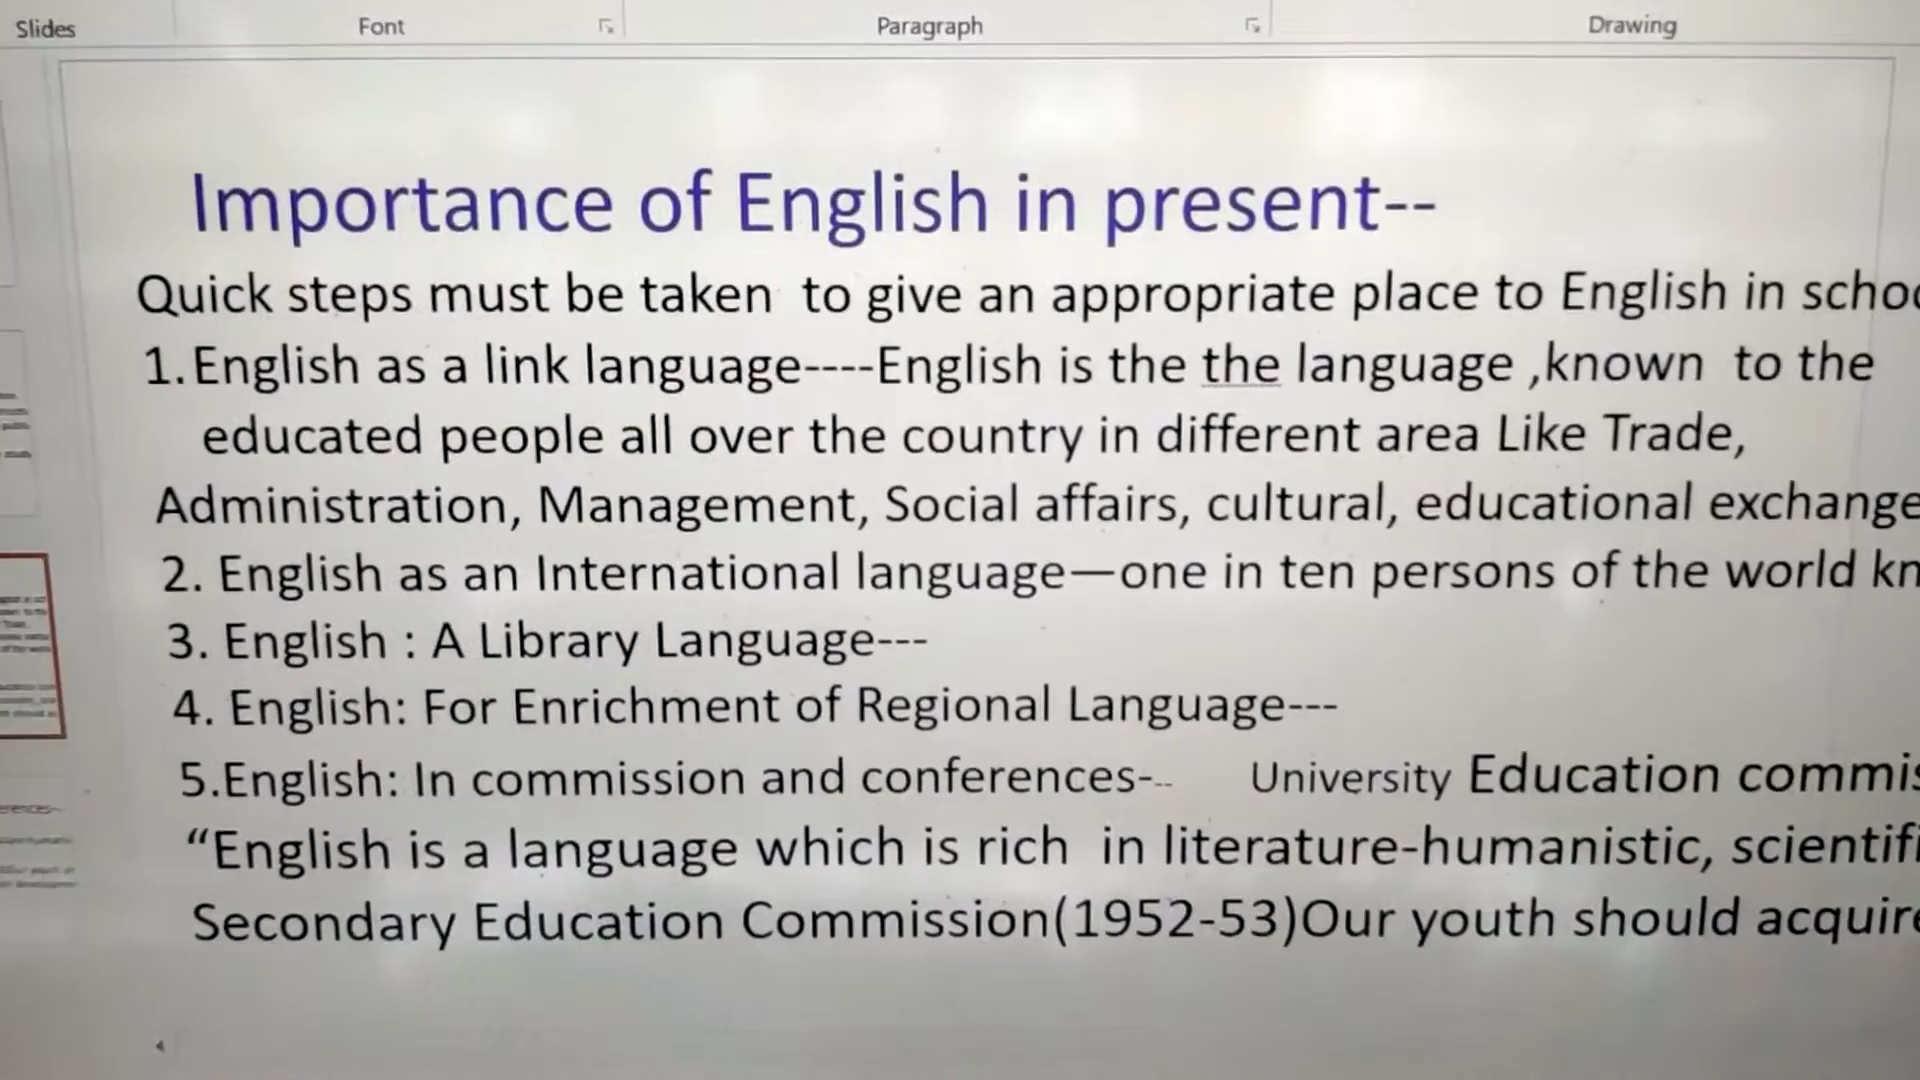 Slides Font Paragraph Drawing
Importance of English in present--
Quick steps must be taken to give an appropriate place to English in
1. English as a link language----English is the the language ,known to the
educated people all over the country in different area Like Trade,
Administration, Management, Social affairs, cultural, educational exchange
2. English as an International language—one in ten persons of the world
3. English : A Library Language---
4. English: For Enrichment of Regional Language---
5.English: In commission and conferences--- University Education
“English is a language which is rich in literature-humanistic,
Secondary Education Commission(1952-53)Our youth should